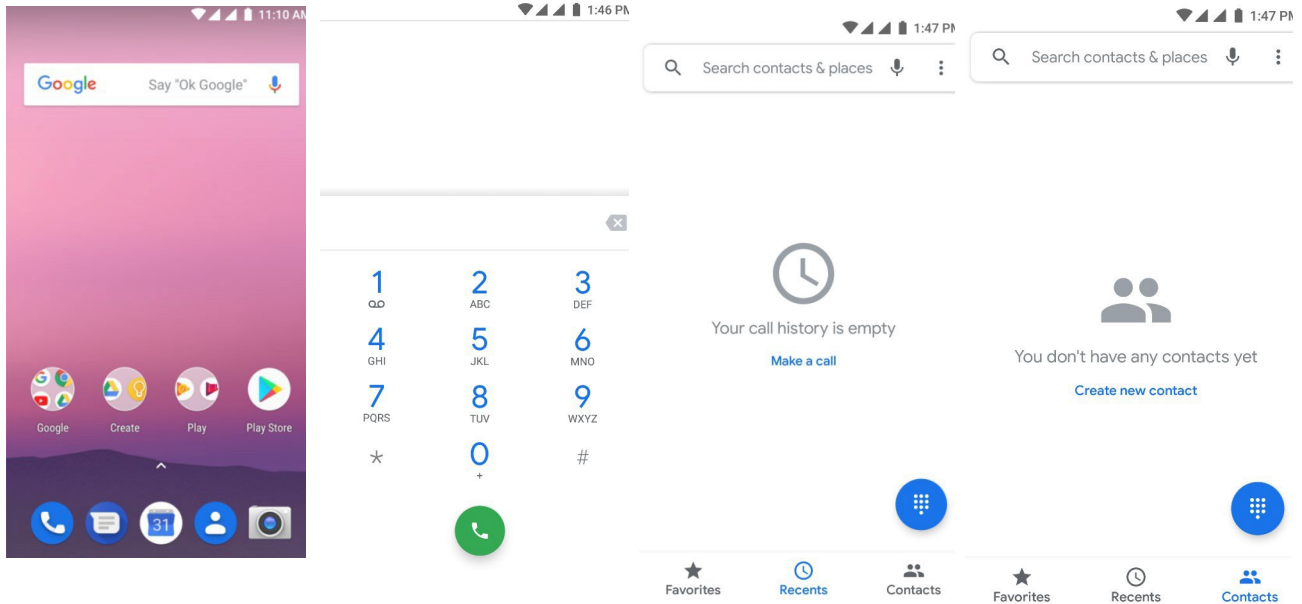 11:10 AM
Google Say "Ok Google"
Google Create Play Play Store
31
1:46 PM
1 2 3
ABC DEF
4 5 6
GHI JKL MNO
7 8 9
PQRS TUV WXYZ
* 0 #
+
1:47 PM
Search contacts & places
Your call history is empty
Make a call
Favorites Recents Contacts
1:47 PM
Search contacts & places
You don't have any contacts yet
Create new contact
Favorites Recents Contacts